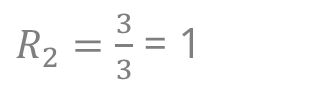 R₂ = 3/3 = 1